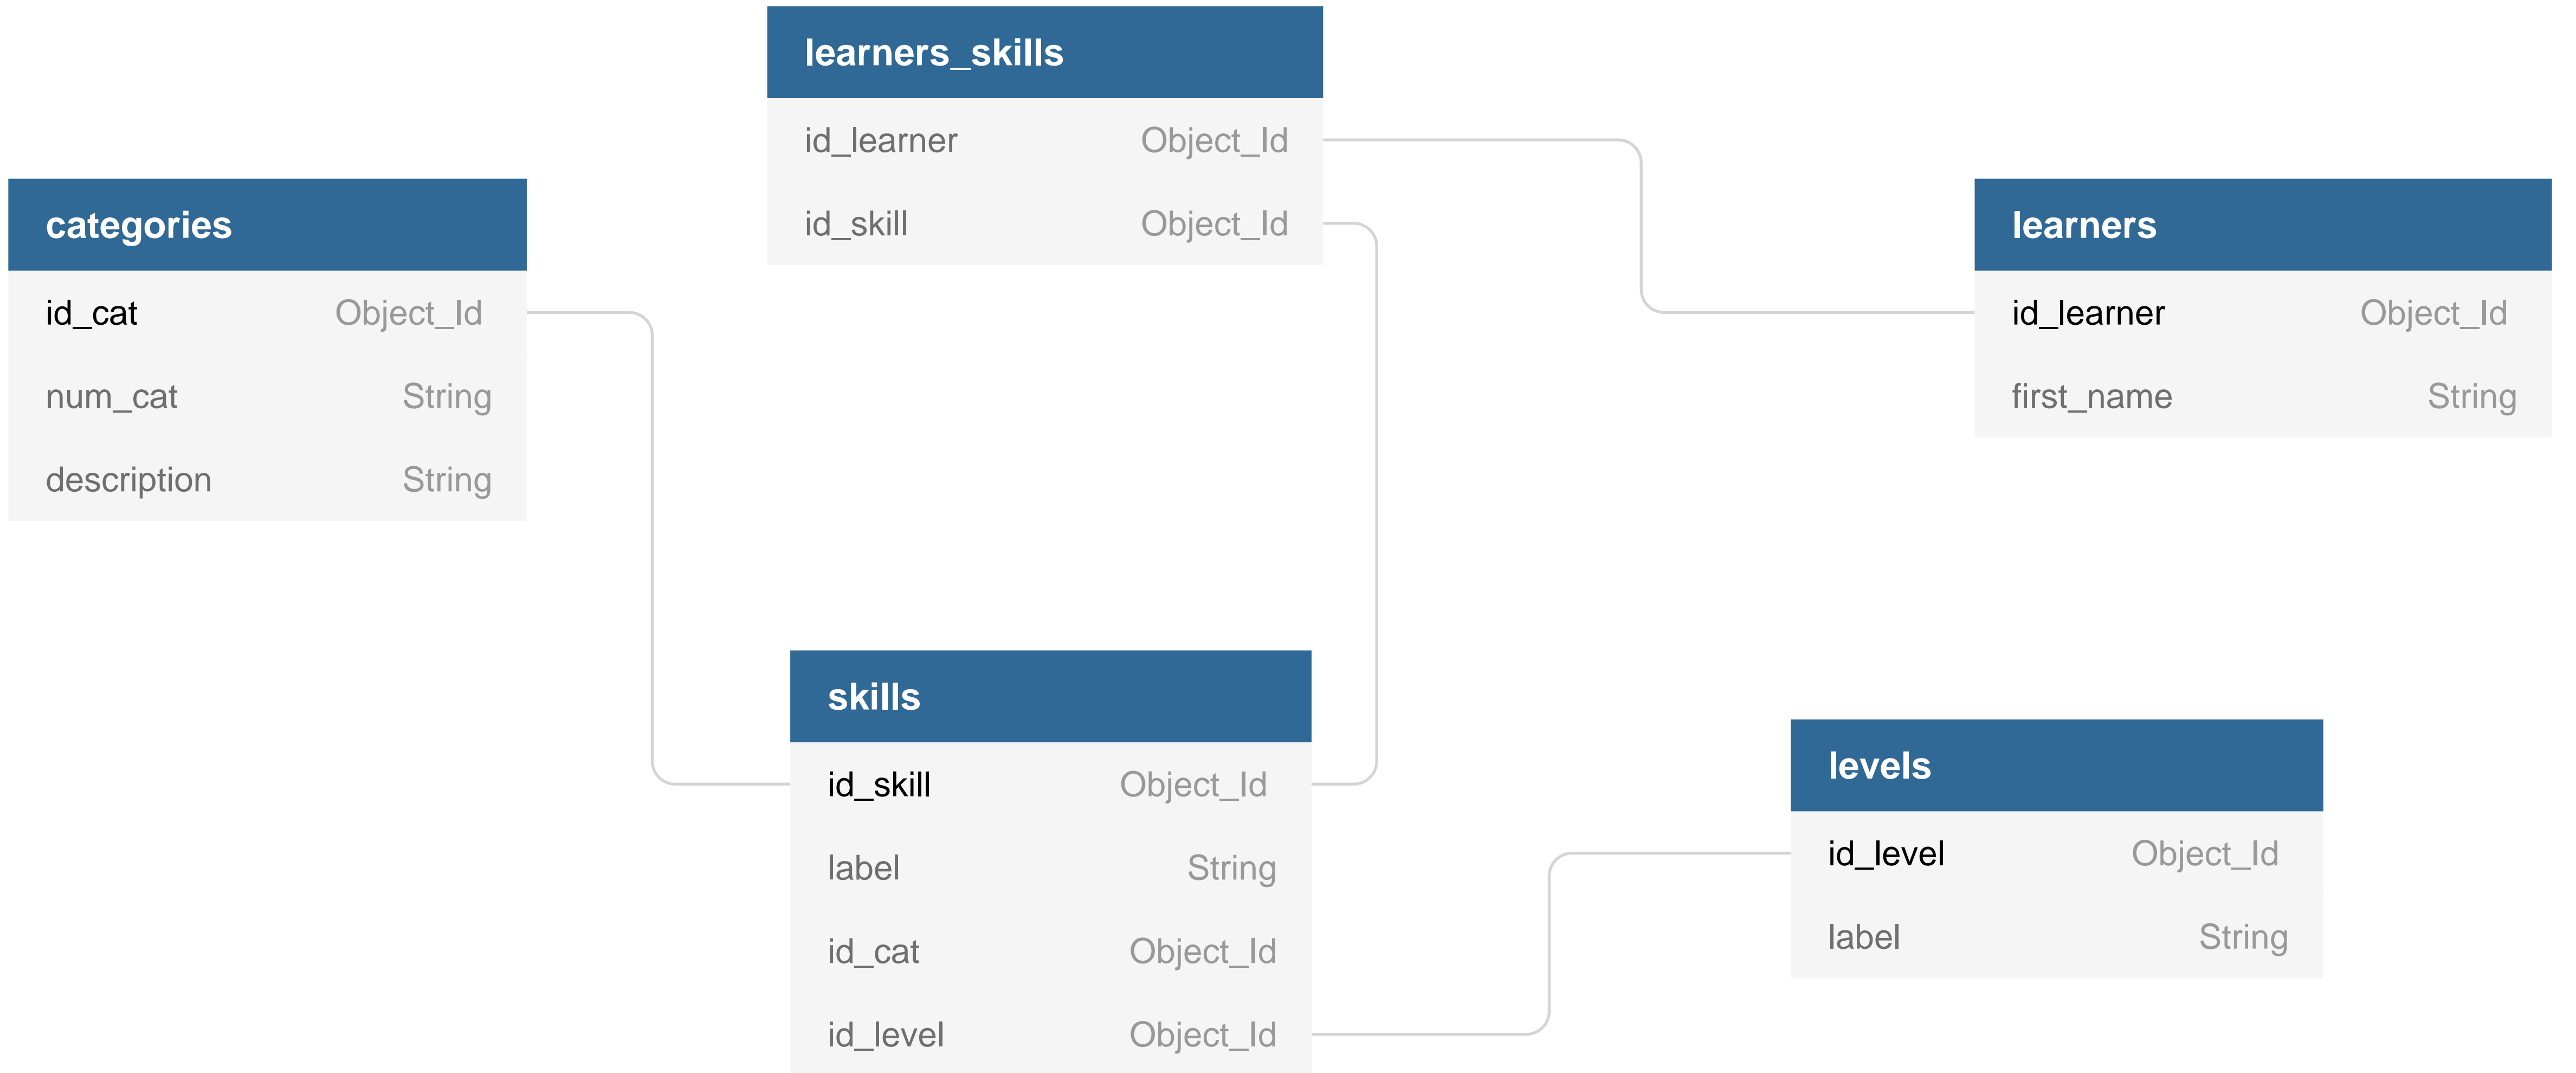 learners_skills
id_learner Object_Id
id_skill Object_Id
categories
id_cat Object_Id
num_cat String
description String
learners
id_learner Object_Id
first_name String
skills
id_skill Object_Id
label String
id_cat Object_Id
id_level Object_Id
levels
id_level Object_Id
label String